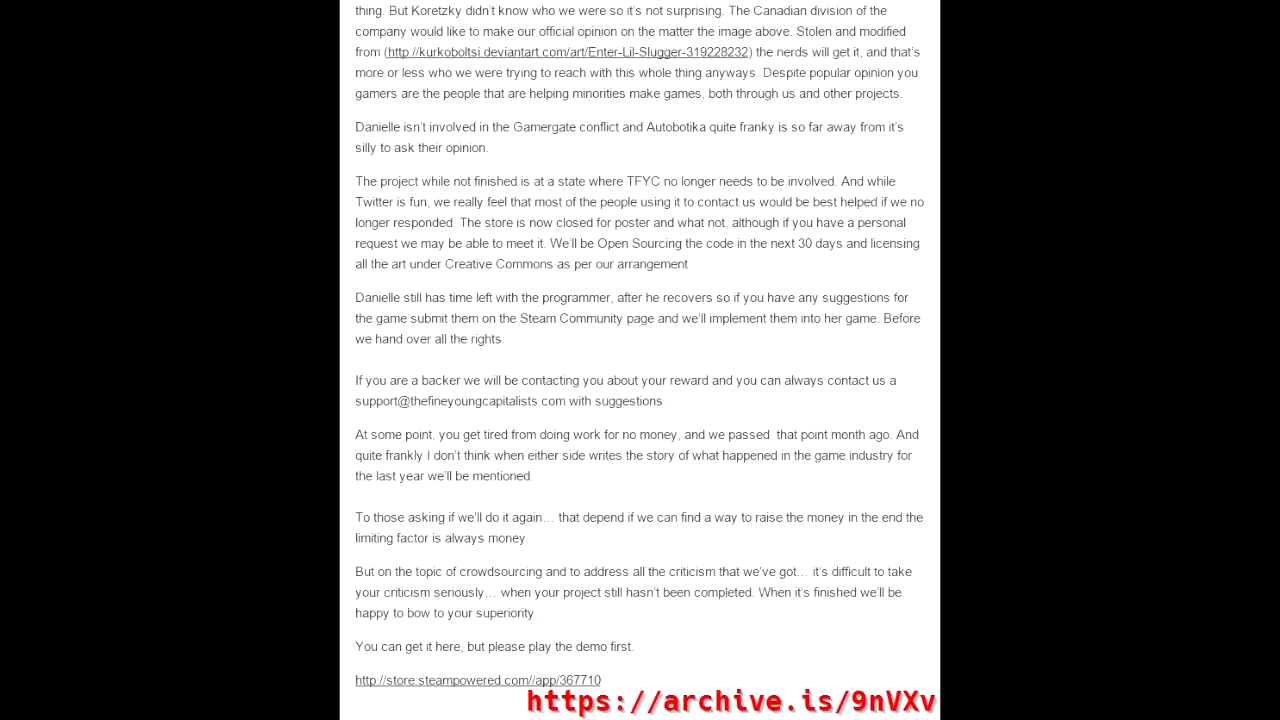 thing. But Koretzky didn't know who we were so it's not surprising. The Canadian division of the
company would like to make our official opinion on the matter the image above. Stolen and modified
from (http://kurkoboltsi.deviantart.com/art/Enter-Lil-Slugger-319228232) the nerds will get it, and that's
more or less who we were trying to reach with this whole thing anyways. Despite popular opinion you
gamers are the people that are helping minorities make games, both through us and other projects.
Danielle isn't involved in the Gamergate conflict and Autobotika quite franky is so far away from it's
silly to ask their opinion.
The project while not finished is at a state where TFYC no longer needs to be involved. And while
Twitter is fun, we really feel that most of the people using it to contact us would be best helped if we no
longer responded. The store is now closed for poster and what not, although if you have a personal
request we may be able to meet it. We'll be Open Sourcing the code in the next 30 days and licensing
all the art under Creative Commons as per our arrangement
Danielle still has time left with the programmer, after he recovers so if you have any suggestions for
the game submit them on the Steam Community page and we'll implement them into her game. Before
we hand over all the rights.
If you are a backer we will be contacting you about your reward and you can always contact us a
support@thefineyoungcapitalists.com with suggestions.
At some point, you get tired from doing work for no money, and we passed  that point month ago. And
quite frankly I don't think when either side writes the story of what happened in the game industry for
the last year we'll be mentioned.
To those asking if we'll do it again… that depend if we can find a way to raise the money in the end the
limiting factor is always money.
But on the topic of crowdsourcing and to address all the criticism that we've got… it's difficult to take
your criticism seriously… when your project still hasn't been completed. When it's finished we'll be
happy to bow to your superiority.
You can get it here, but please play the demo first.
http://store.steampowered.com//app/367710
https://archive.is/9nVXv